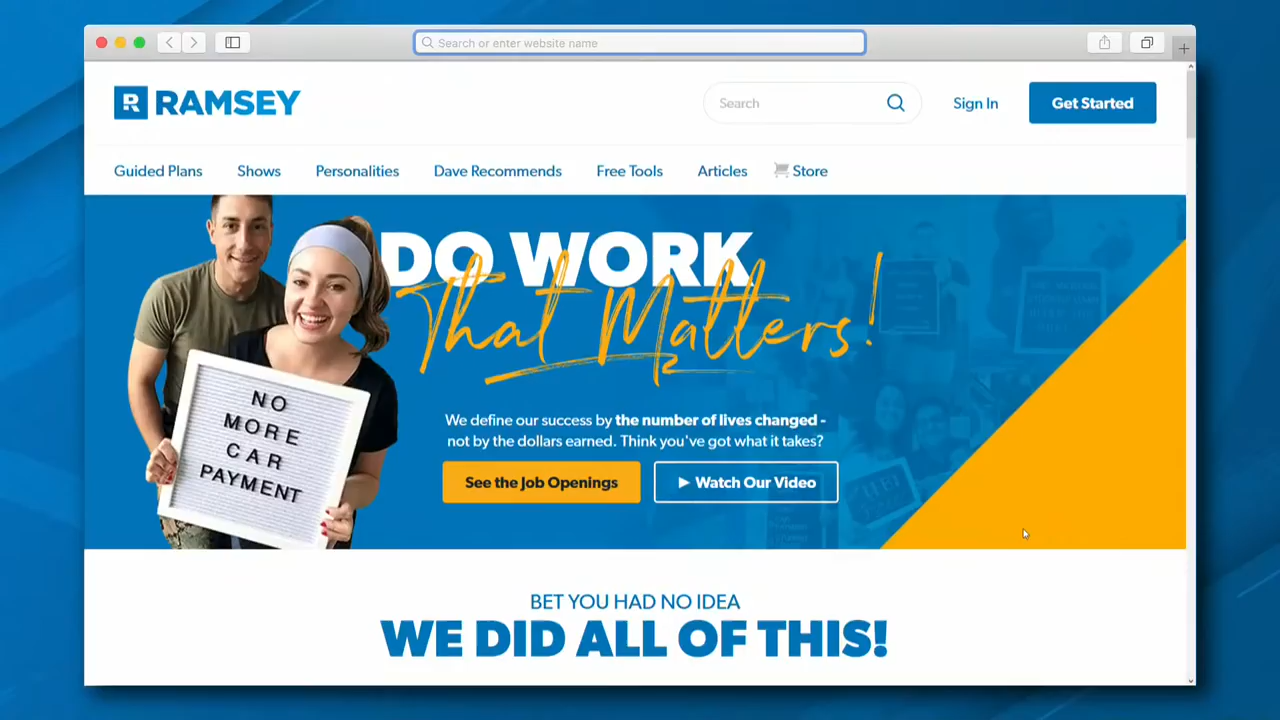 Search or enter website name
RAMSEY
Search
Sign In
Get Started
Guided Plans
Shows
Personalities
Dave Recommends
Free Tools
Articles
Store
DO WORK
That Matters!
NO
MORE
CAR
PAYMENT
We define our success by the number of lives changed -
not by the dollars earned. Think you've got what it takes?
See the Job Openings
Watch Our Video
BET YOU HAD NO IDEA
WE DID ALL OF THIS!